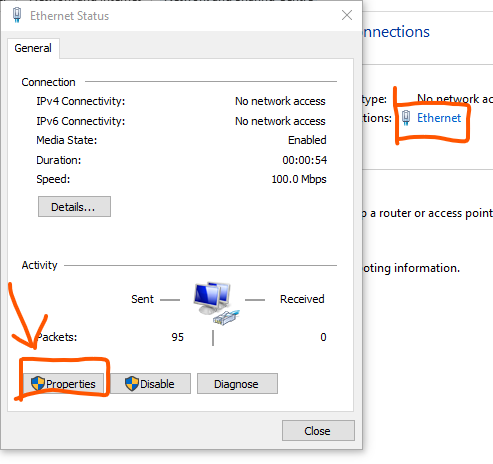 Ethernet Status
General
Connection
IPv4 Connectivity: No network access
IPv6 Connectivity: No network access
Media State: Enabled
Duration: 00:00:54
Speed: 100.0 Mbps
Details...
Activity
Sent Received
Packets: 95 0
Properties Disable Diagnose
Close
onnections
type: No network ac
tions: Ethernet
p a router or access point
oting information.